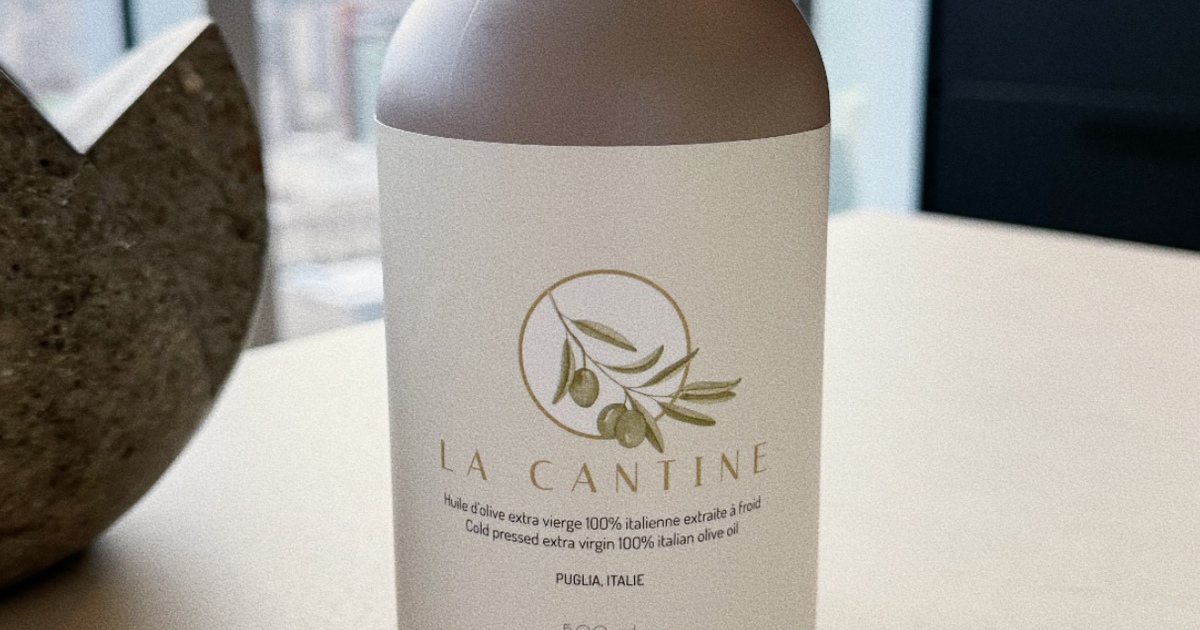 LA CANTINE
Huile d'olive extra vierge 100% italienne extraite à froid
Cold pressed extra virgin 100% italian olive oil
PUGLIA, ITALIE